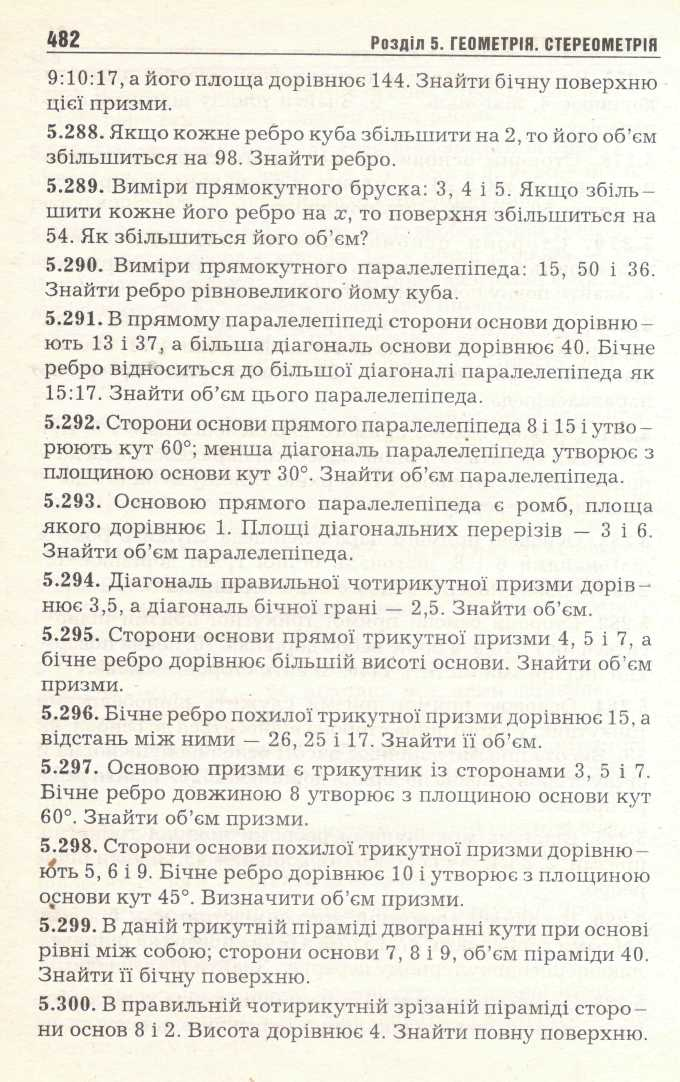 482
Розділ 5. ГЕОМЕТРІЯ. СТЕРЕОМЕТРІЯ
9:10:17, а його площа дорівнює 144. Знайти бічну поверхню
цієї призми.
5.288. Якщо кожне ребро куба збільшити на 2, то його об’єм
збільшиться на 98. Знайти ребро.
5.289. Виміри прямокутного бруска: 3, 4 і 5. Якщо збіль–
шити кожне його ребро на x, то поверхня збільшиться на
54. Як збільшиться його об’єм?
5.290. Виміри прямокутного паралелепіпеда: 15, 50 і 36.
Знайти ребро рівновеликого йому куба.
5.291. В прямому паралелепіпеді сторони основи дорівню–
ють 13 і 37, а більша діагональ основи дорівнює 40. Бічне
ребро відноситься до більшої діагоналі паралелепіпеда як
15:17. Знайти об’єм цього паралелепіпеда.
5.292. Сторони основи прямого паралелепіпеда 8 і 15 і утво–
рюють кут 60°; менша діагональ паралелепіпеда утворює з
площиною основи кут 30°. Знайти об’єм паралелепіпеда.
5.293. Основою прямого паралелепіпеда є ромб, площа
якого дорівнює 1. Площі діагональних перерізів — 3 і 6.
Знайти об’єм паралелепіпеда.
5.294. Діагональ правильної чотирикутної призми дорів–
нює 3,5, а діагональ бічної грані — 2,5. Знайти об’єм.
5.295. Сторони основи прямої трикутної призми 4, 5 і 7, а
бічне ребро дорівнює більшій висоті основи. Знайти об’єм
призми.
5.296. Бічне ребро похилої трикутної призми дорівнює 15, а
відстань між ними — 26, 25 і 17. Знайти її об’єм.
5.297. Основою призми є трикутник із сторонами 3, 5 і 7.
Бічне ребро довжиною 8 утворює з площиною основи кут
60°. Знайти об’єм призми.
5.298. Сторони основи похилої трикутної призми дорівню–
ють 5, 6 і 9. Бічне ребро дорівнює 10 і утворює з площиною
основи кут 45°. Визначити об’єм призми.
5.299. В даній трикутній піраміді двогранні кути при основі
рівні між собою; сторони основи 7, 8 і 9, об’єм піраміди 40.
Знайти її бічну поверхню.
5.300. В правильній чотирикутній зрізаній піраміді сторо–
ни основ 8 і 2. Висота дорівнює 4. Знайти повну поверхню.